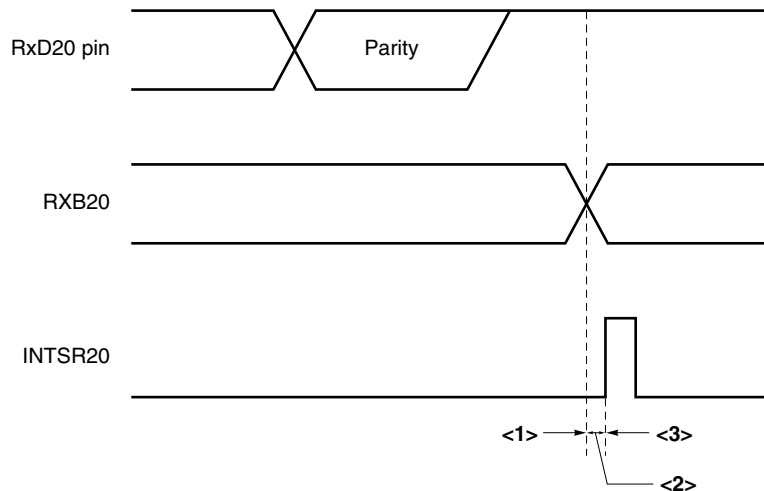 RxD20 pin
Parity
RXB20
INTSR20
<1>
<3>
<2>